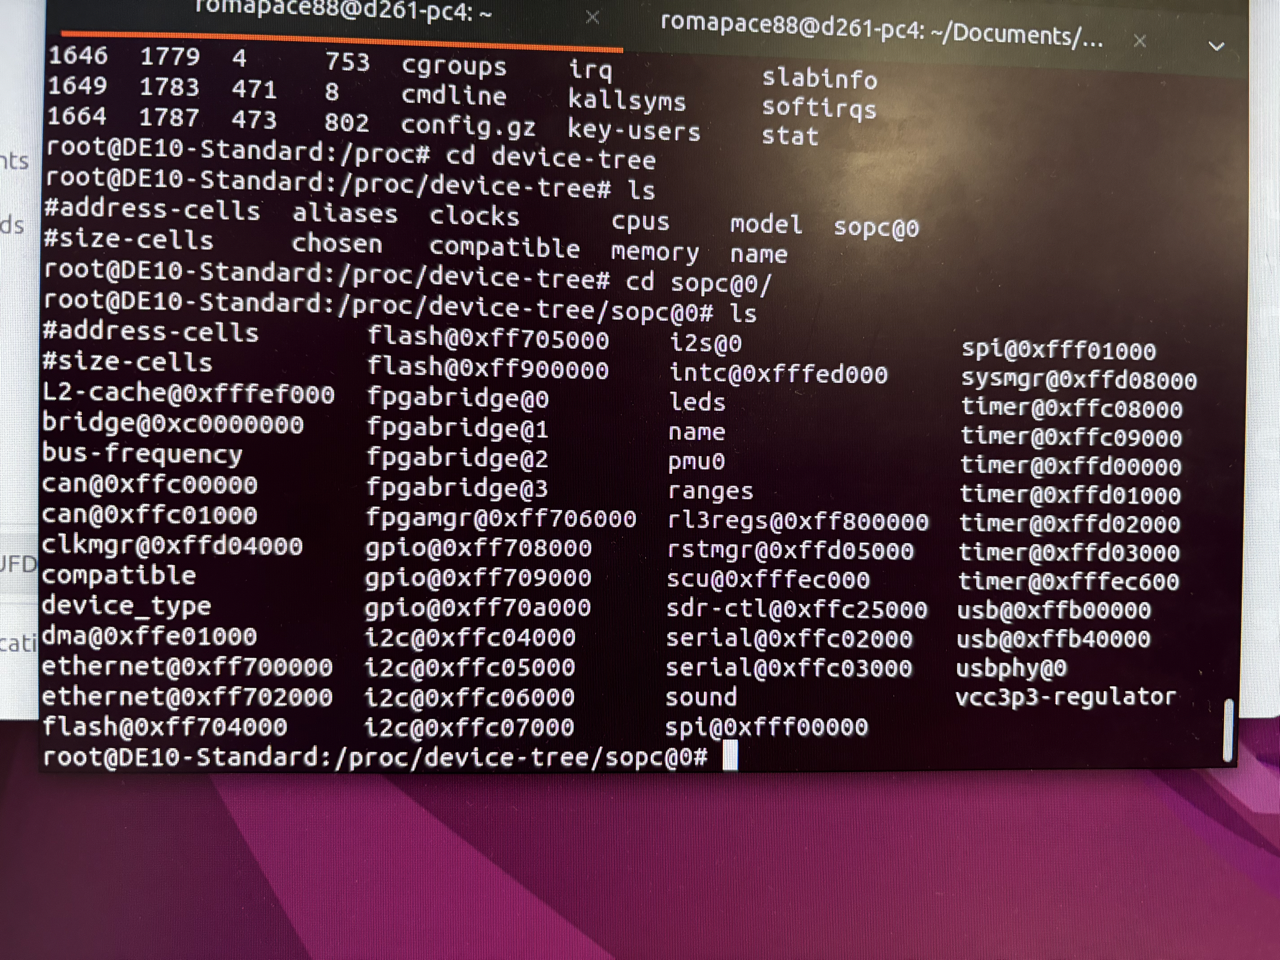 romapace88@d261-pc4: ~ × romapace88@d261-pc4: ~/Documents/... ×
1646 1779 4 753 cgroups irq slabinfo
1649 1783 471 8 cmdline kallsyms softirqs
1664 1787 473 802 config.gz key-users stat
root@DE10-Standard:/proc# cd device-tree
root@DE10-Standard:/proc/device-tree# ls
#address-cells aliases clocks cpus model sopc@0
#size-cells chosen compatible memory name
root@DE10-Standard:/proc/device-tree# cd sopc@0/
root@DE10-Standard:/proc/device-tree/sopc@0# ls
#address-cells flash@0xff705000 i2s@0 spi@0xfff01000
#size-cells flash@0xff900000 intc@0xfffed000 sysmgr@0xffd08000
L2-cache@0xfffef000 fpgabridge@0 leds timer@0xffc08000
bridge@0xc0000000 fpgabridge@1 name timer@0xffc09000
bus-frequency fpgabridge@2 pmu0 timer@0xffd00000
can@0xffc00000 fpgabridge@3 ranges timer@0xffd01000
can@0xffc01000 fpgamgr@0xff706000 rl3regs@0xff800000 timer@0xffd02000
clkmgr@0xffd04000 gpio@0xff708000 rstmgr@0xffd05000 timer@0xffd03000
compatible gpio@0xff709000 scu@0xfffec000 timer@0xfffec600
device_type gpio@0xff70a000 sdr-ctl@0xffc25000 usb@0xffb00000
dma@0xffe01000 i2c@0xffc04000 serial@0xffc02000 usb@0xffb40000
ethernet@0xff700000 i2c@0xffc05000 serial@0xffc03000 usbphy@0
ethernet@0xff702000 i2c@0xffc06000 sound vcc3p3-regulator
flash@0xff704000 i2c@0xffc07000 spi@0xfff00000
root@DE10-Standard:/proc/device-tree/sopc@0#